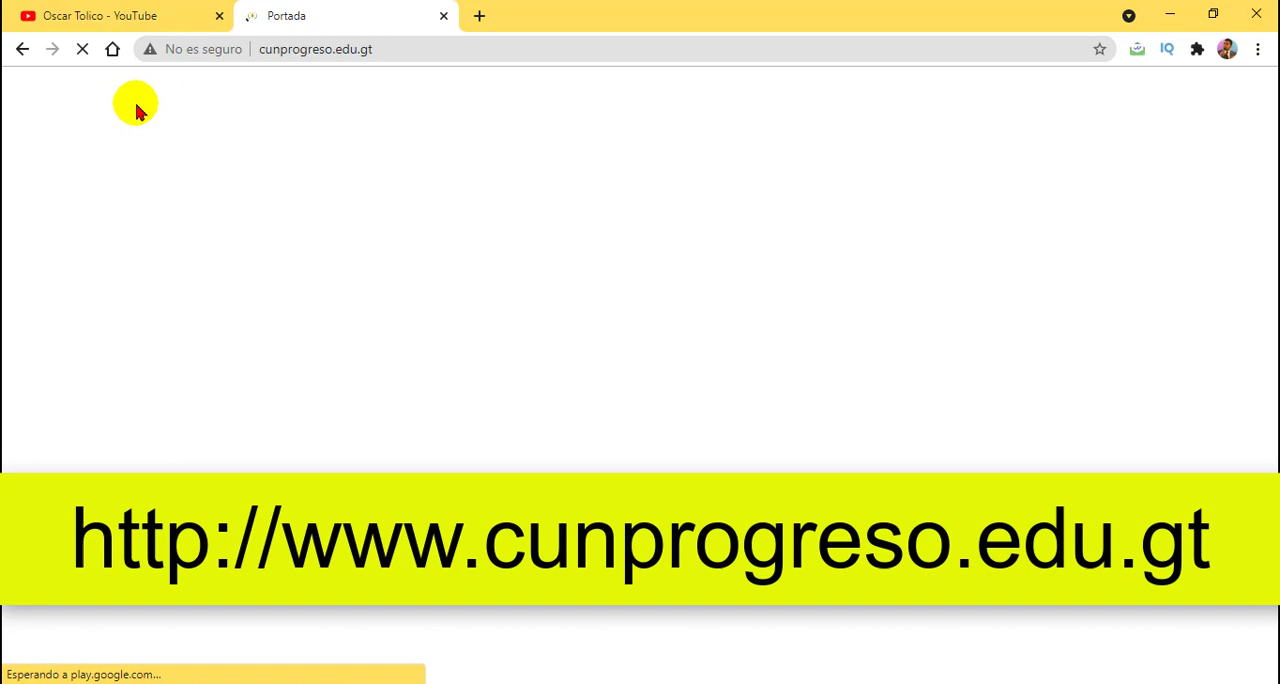 Oscar Tolico - YouTube
Portada
No es seguro
cunprogreso.edu.gt
IQ
http://www.cunprogreso.edu.gt
Esperando a play.google.com...